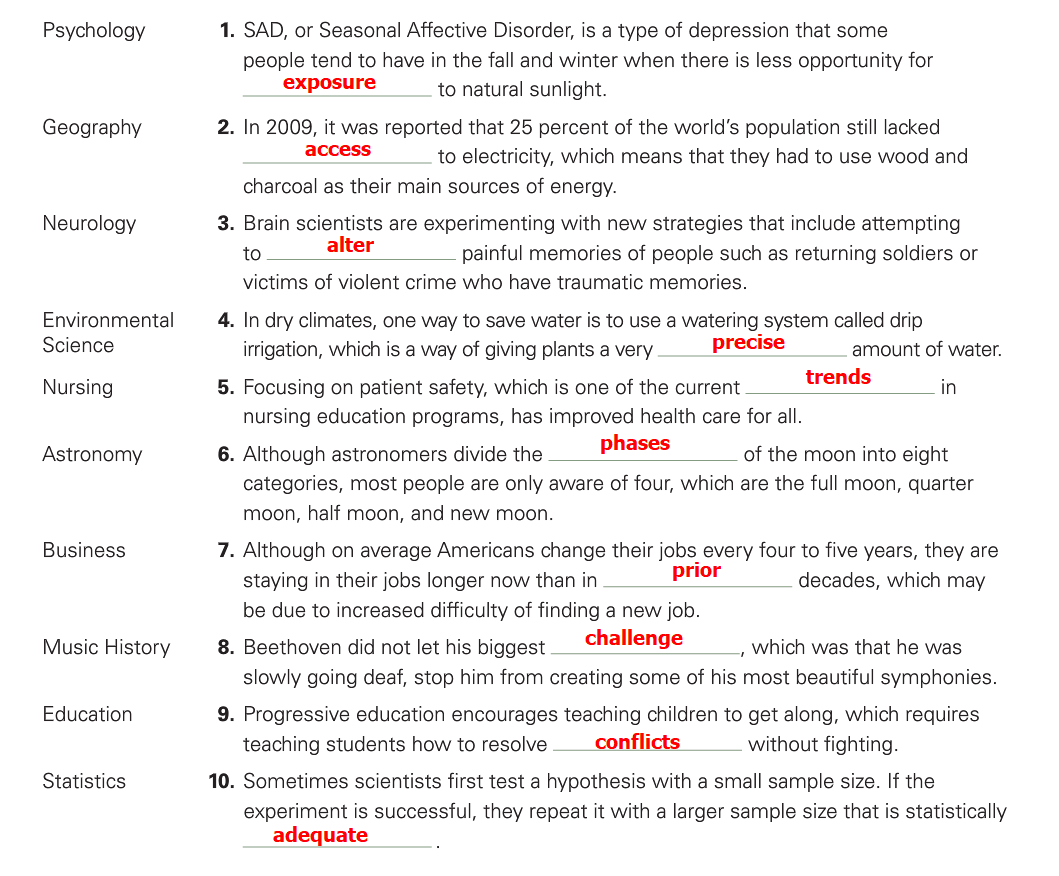 Psychology 1. SAD, or Seasonal Affective Disorder, is a type of depression that some
people tend to have in the fall and winter when there is less opportunity for
exposure to natural sunlight.
Geography 2. In 2009, it was reported that 25 percent of the world's population still lacked
access to electricity, which means that they had to use wood and
charcoal as their main sources of energy.
Neurology 3. Brain scientists are experimenting with new strategies that include attempting
to alter painful memories of people such as returning soldiers or
victims of violent crime who have traumatic memories.
Environmental 4. In dry climates, one way to save water is to use a watering system called drip
Science irrigation, which is a way of giving plants a very precise amount of water.
Nursing 5. Focusing on patient safety, which is one of the current trends in
nursing education programs, has improved health care for all.
Astronomy 6. Although astronomers divide the phases of the moon into eight
categories, most people are only aware of four, which are the full moon, quarter
moon, half moon, and new moon.
Business 7. Although on average Americans change their jobs every four to five years, they are
staying in their jobs longer now than in prior decades, which may
be due to increased difficulty of finding a new job.
Music History 8. Beethoven did not let his biggest challenge, which was that he was
slowly going deaf, stop him from creating some of his most beautiful symphonies.
Education 9. Progressive education encourages teaching children to get along, which requires
teaching students how to resolve conflicts without fighting.
Statistics 10. Sometimes scientists first test a hypothesis with a small sample size. If the
experiment is successful, they repeat it with a larger sample size that is statistically
adequate.